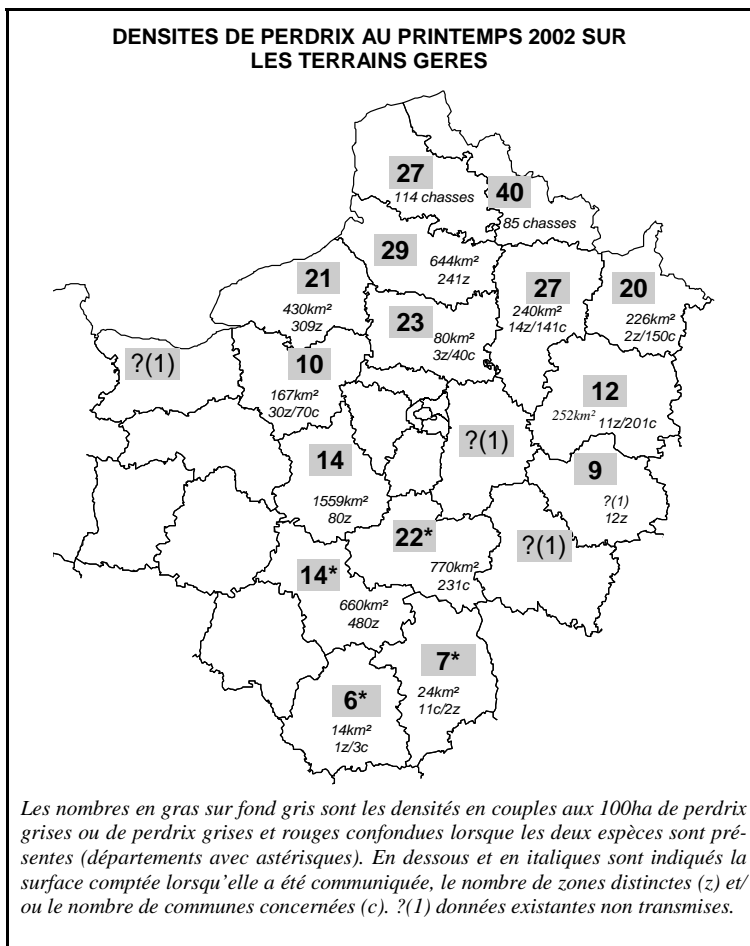 DENSITES DE PERDRIX AU PRINTEMPS 2002 SUR
LES TERRAINS GERES
27
114 chasses
40
85 chasses
29
644km²
241z
21
430km²
309z
27
240km²
14z/141c
20
226km²
2z/150c
23
80km²
3z/40c
?(1)
10
167km²
30z/70c
12
252km²
11z/201c
?(1)
14
1559km²
80z
9
?(1)
12z
22*
770km²
231c
?(1)
14*
660km²
480z
7*
24km²
11c/2z
6*
14km²
1z/3c
Les nombres en gras sur fond gris sont les densités en couples aux 100ha de perdrix
grises ou de perdrix grises et rouges confondues lorsque les deux espèces sont pré-
sentes (départements avec astérisques). En dessous et en italiques sont indiqués la
surface comptée lorsqu'elle a été communiquée, le nombre de zones distinctes (z) et/
ou le nombre de communes concernées (c). ?(1) données existantes non transmises.